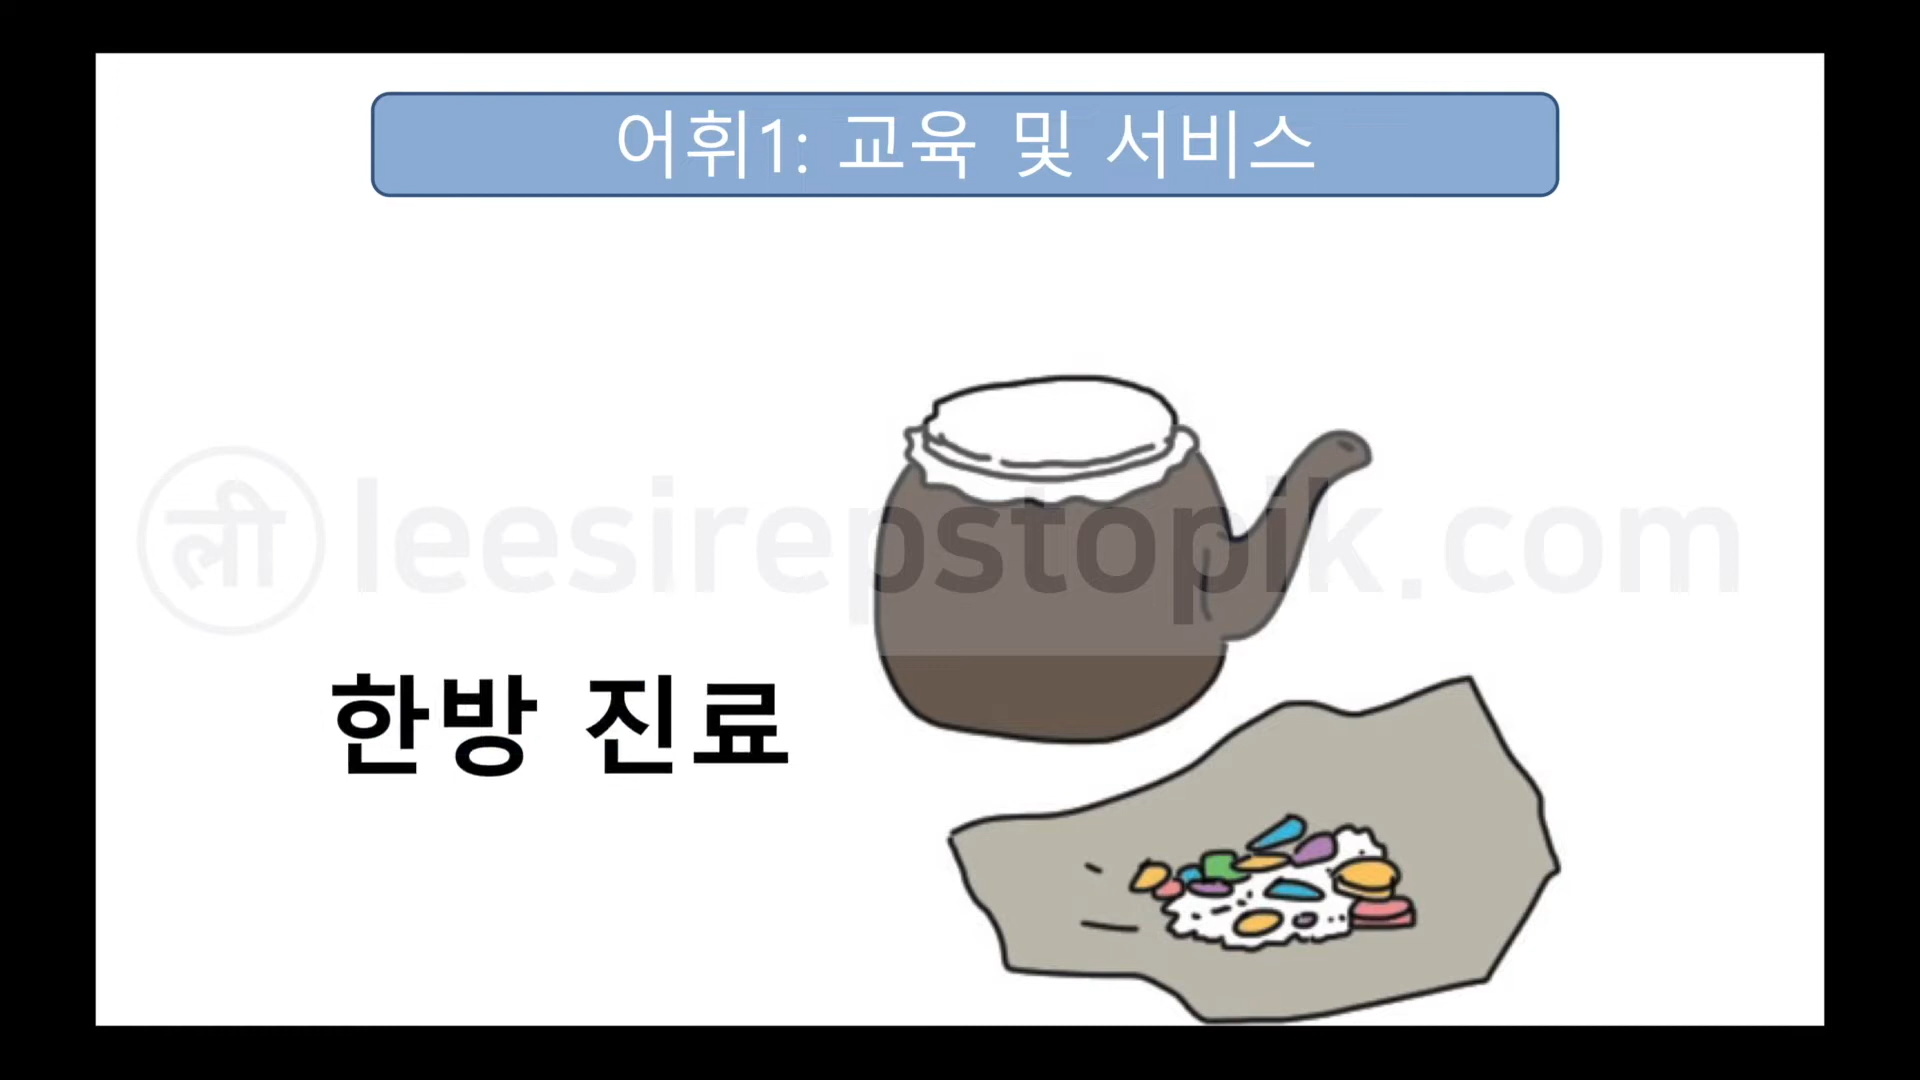 어휘1: 교육 및 서비스
ली leesirepstopik.com
한방 진료